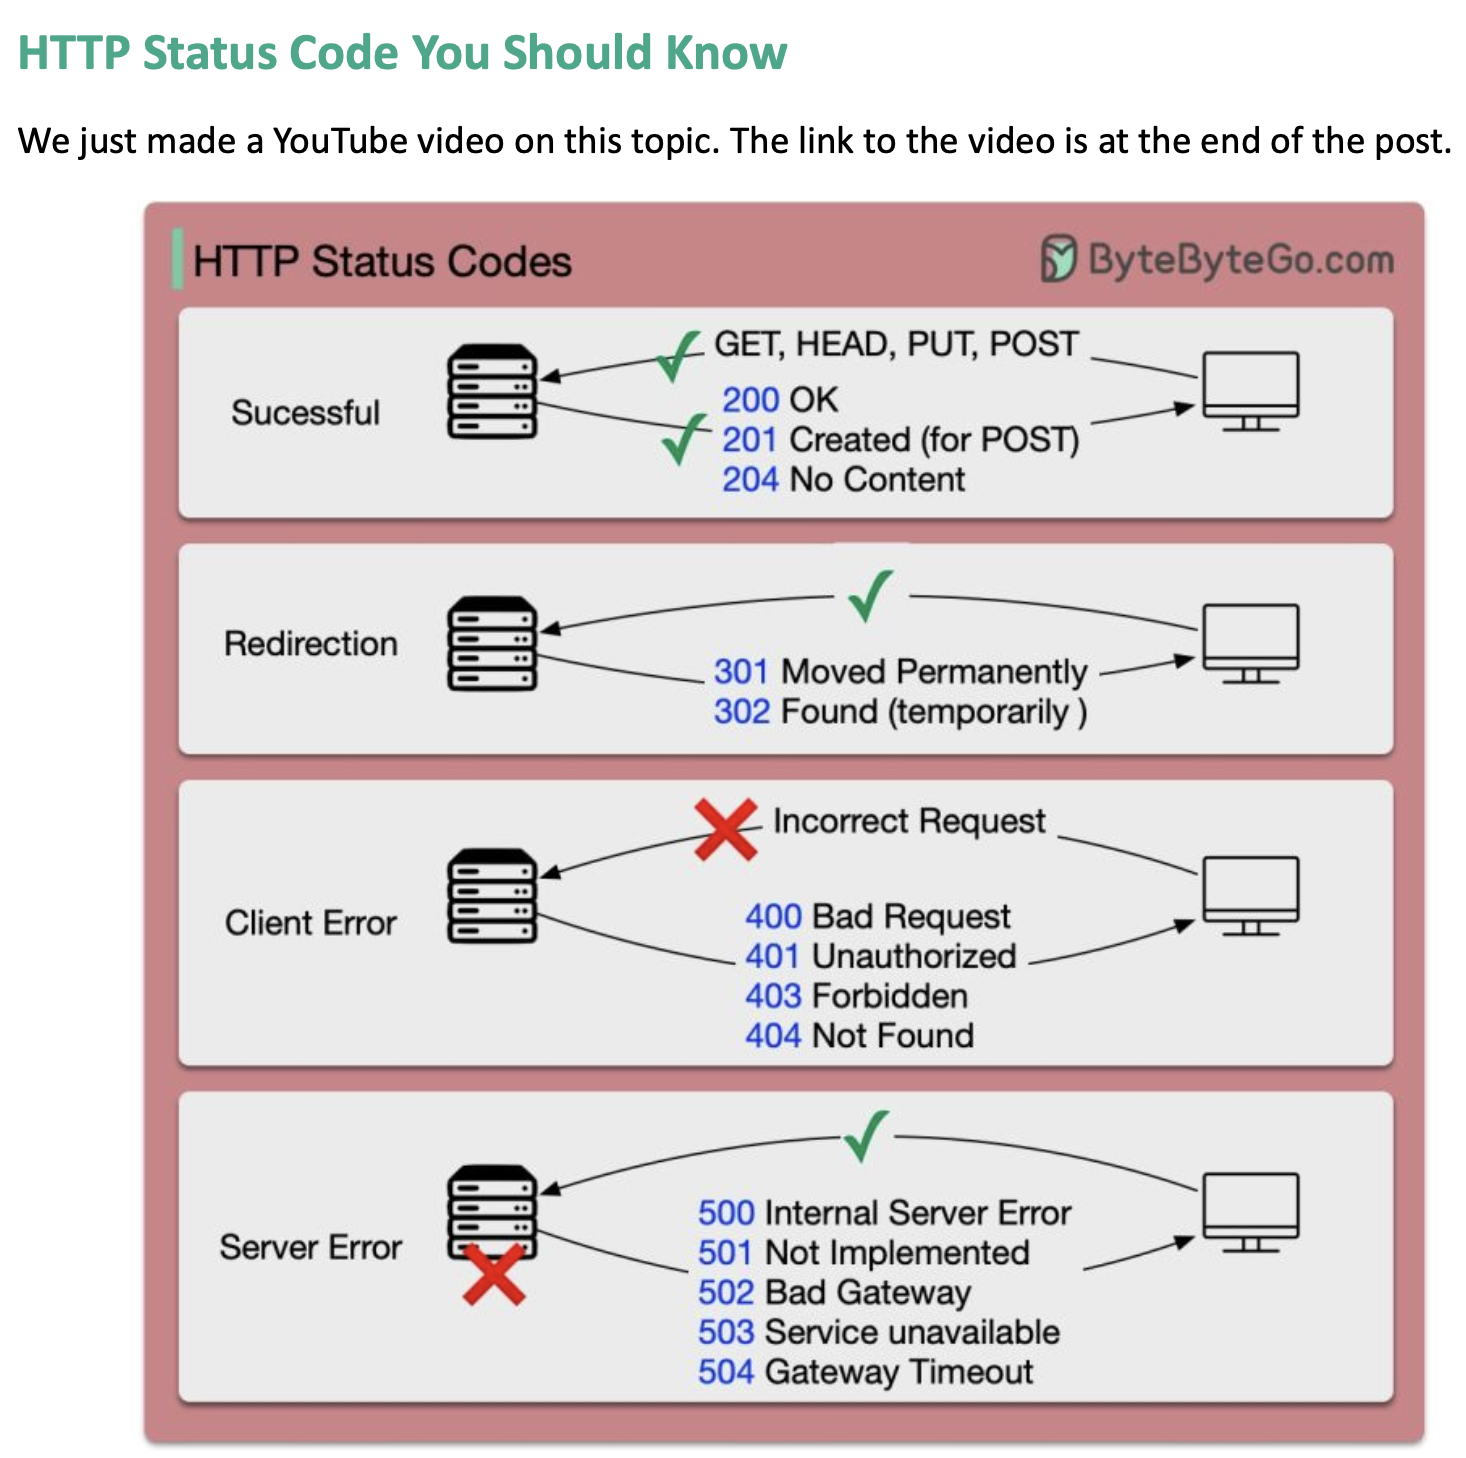 HTTP Status Code You Should Know
We just made a YouTube video on this topic. The link to the video is at the end of the post.
HTTP Status Codes
ByteByteGo.com
Sucessful
GET, HEAD, PUT, POST
200 OK
201 Created (for POST)
204 No Content
Redirection
301 Moved Permanently
302 Found (temporarily )
Client Error
Incorrect Request
400 Bad Request
401 Unauthorized
403 Forbidden
404 Not Found
Server Error
500 Internal Server Error
501 Not Implemented
502 Bad Gateway
503 Service unavailable
504 Gateway Timeout